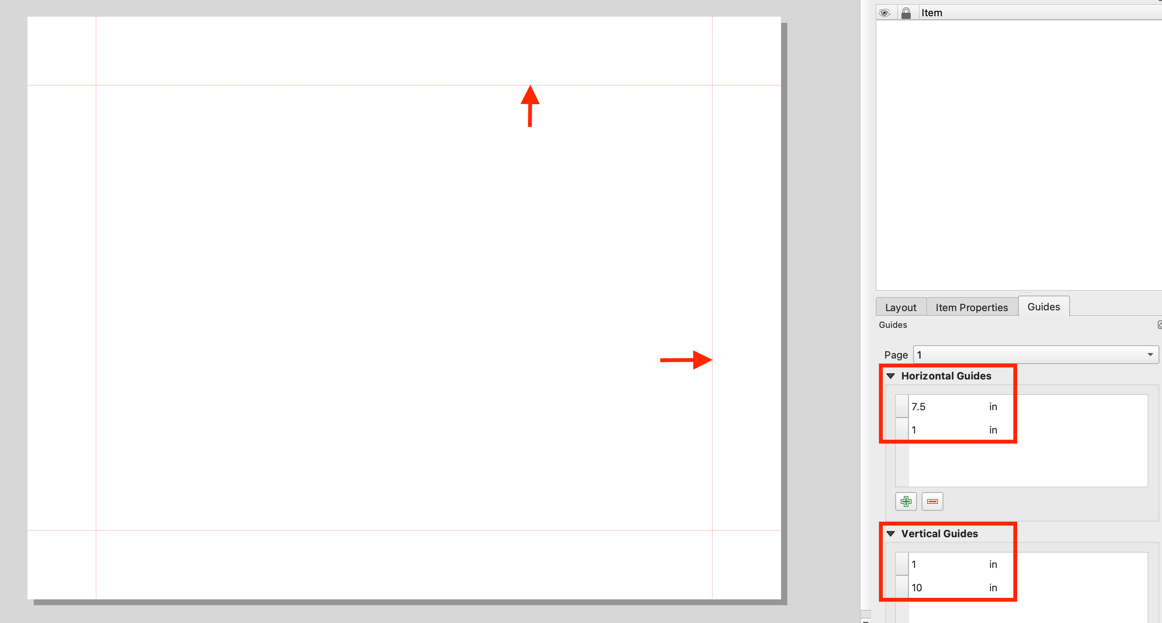 Item
Layout Item Properties Guides
Guides
Page 1
Horizontal Guides
7.5 in
1 in
Vertical Guides
1 in
10 in